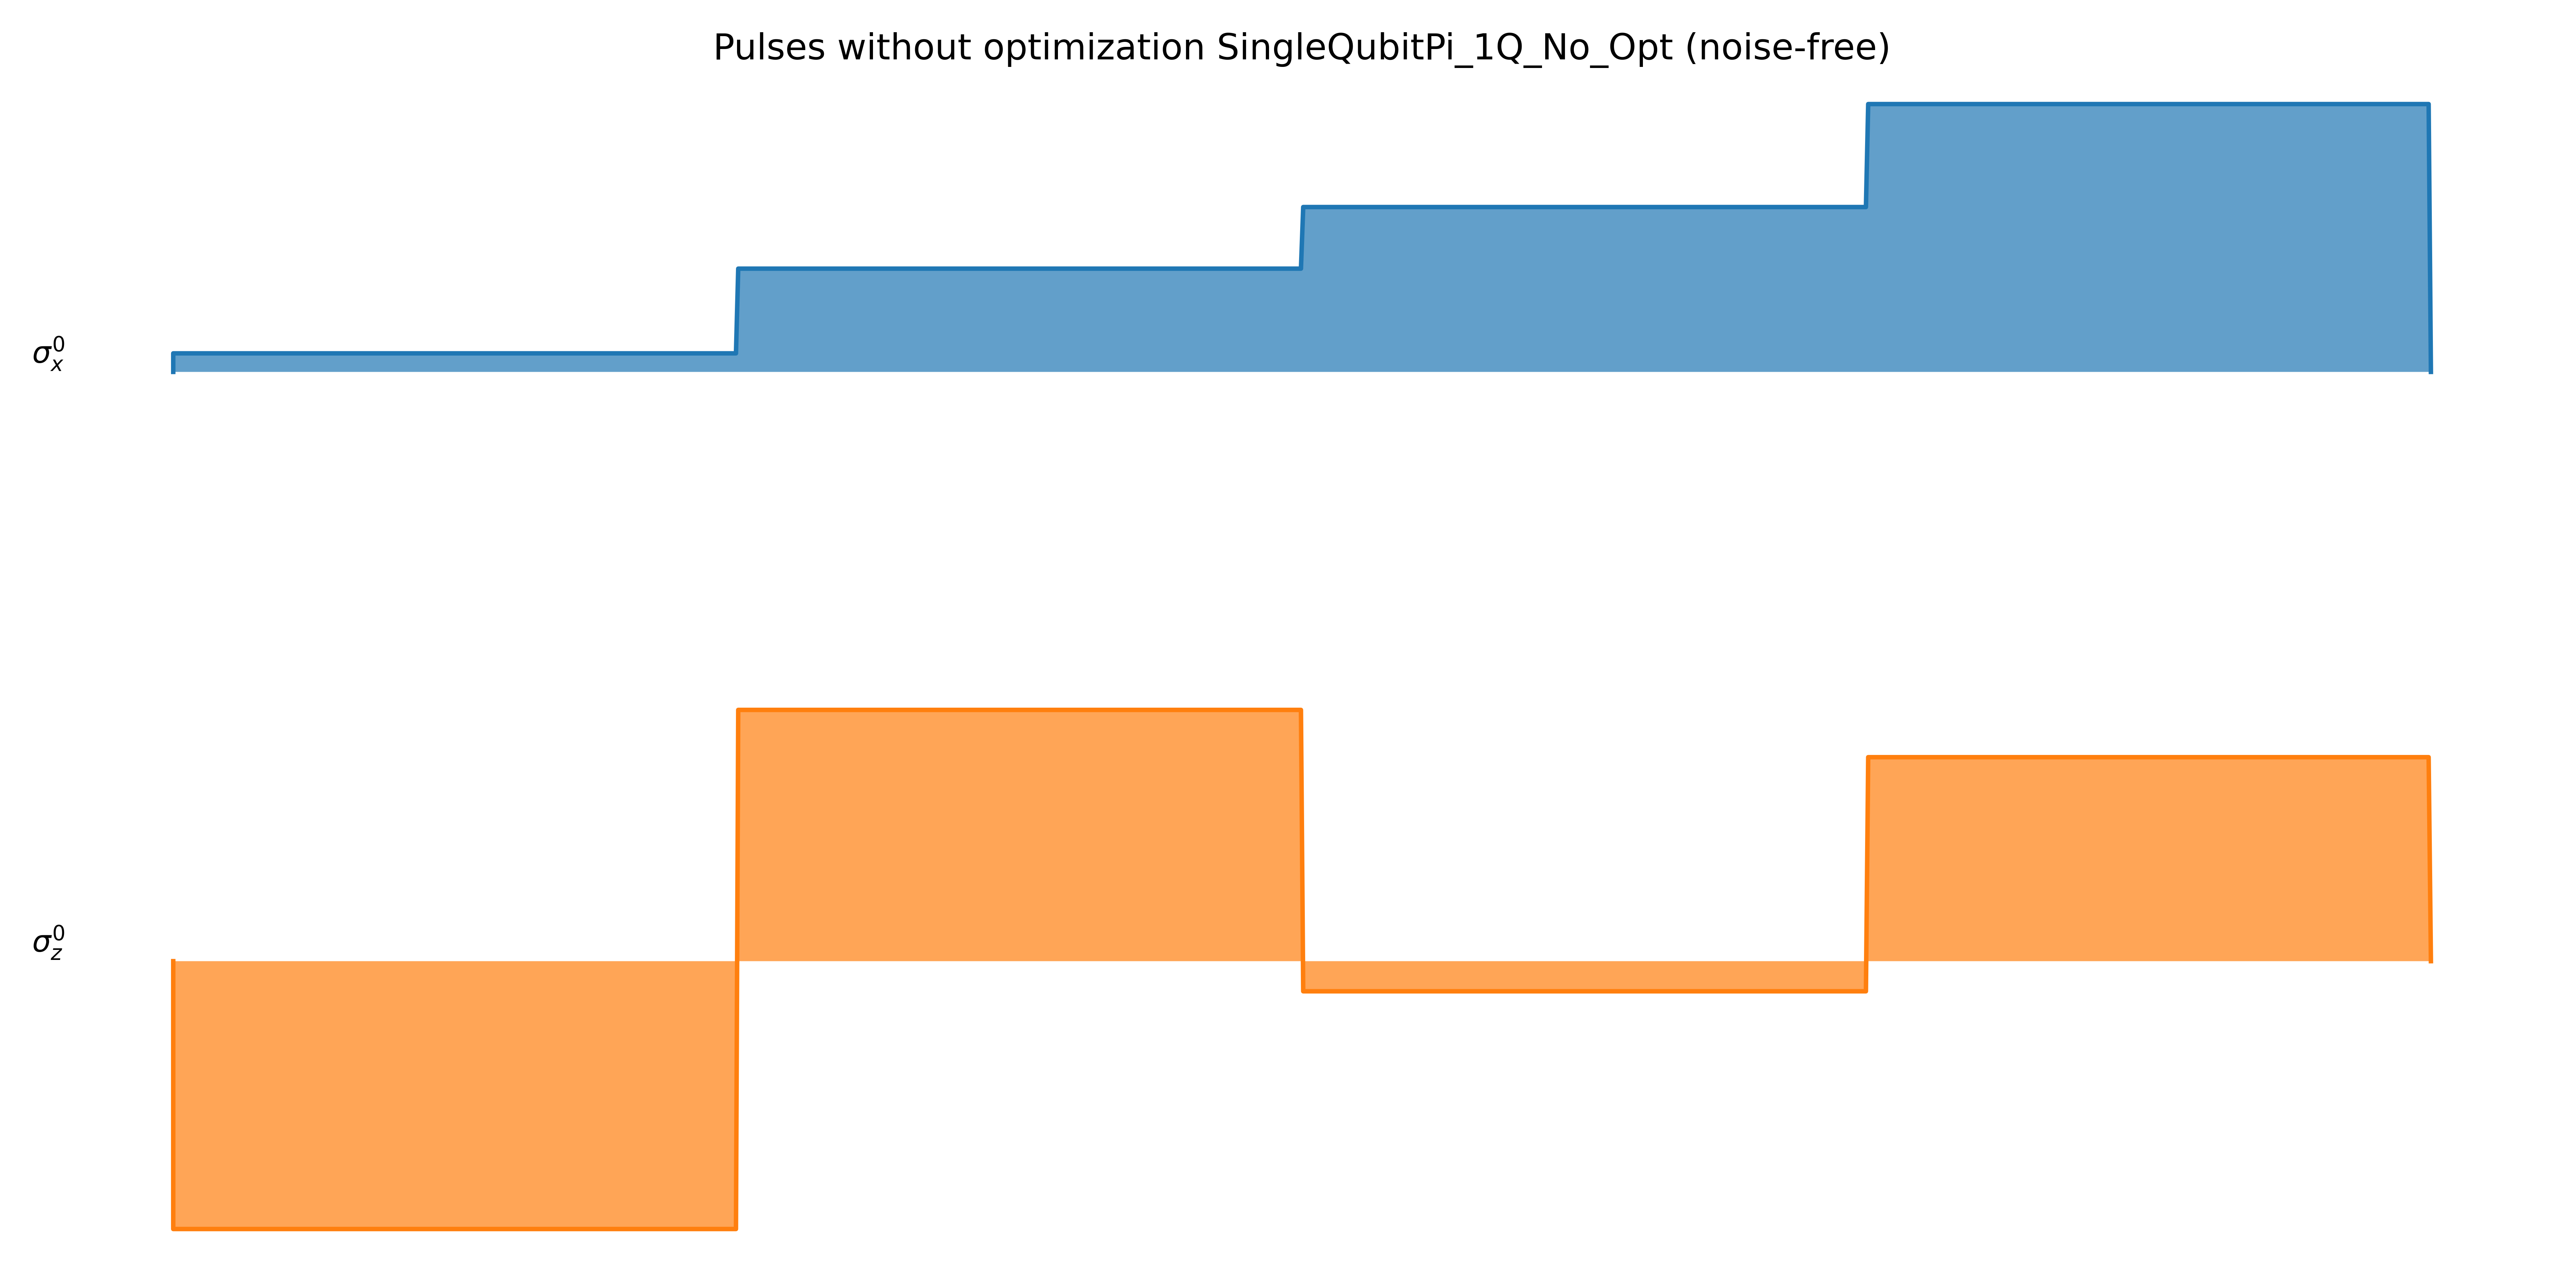 Pulses without optimization SingleQubitPi_1Q_No_Opt (noise-free)
σ_x^0
σ_z^0